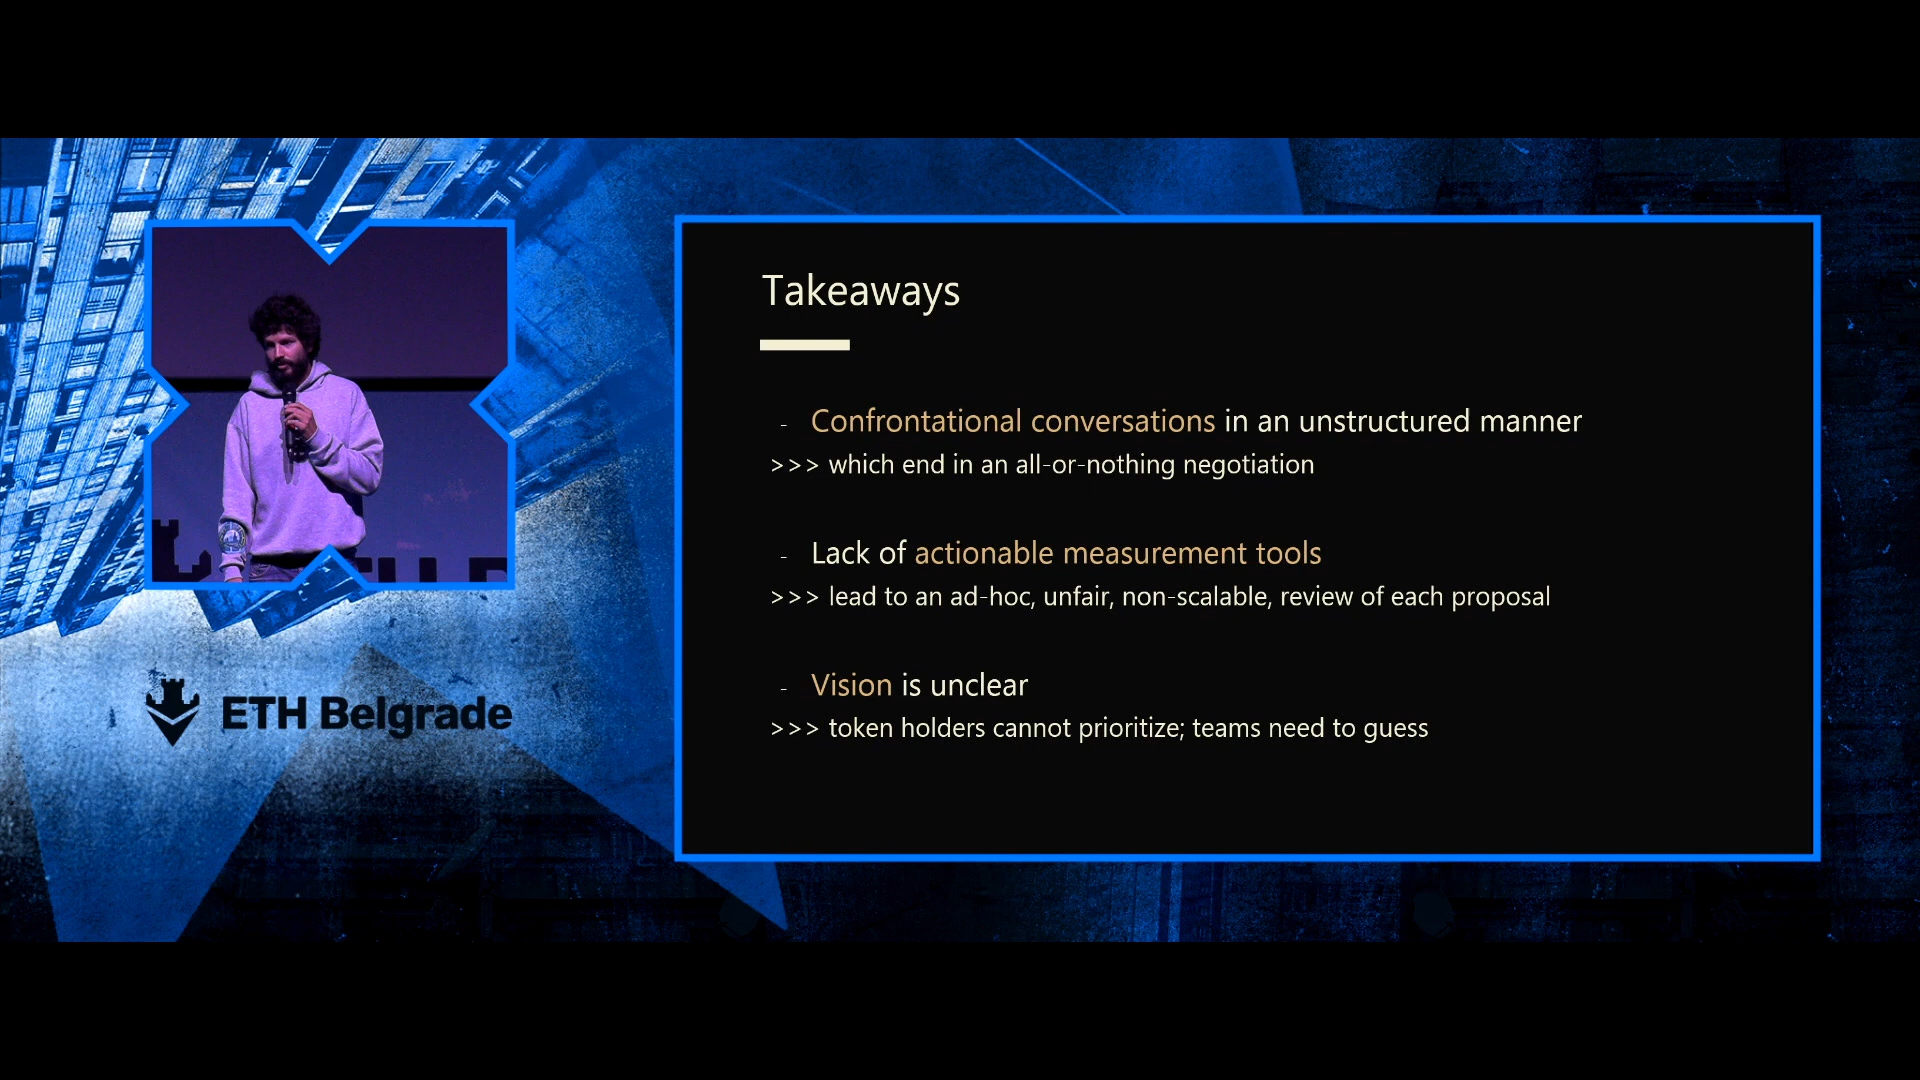 Takeaways
- Confrontational conversations in an unstructured manner
>>> which end in an all-or-nothing negotiation
- Lack of actionable measurement tools
>>> lead to an ad-hoc, unfair, non-scalable, review of each proposal
- Vision is unclear
>>> token holders cannot prioritize; teams need to guess
ETH Belgrade